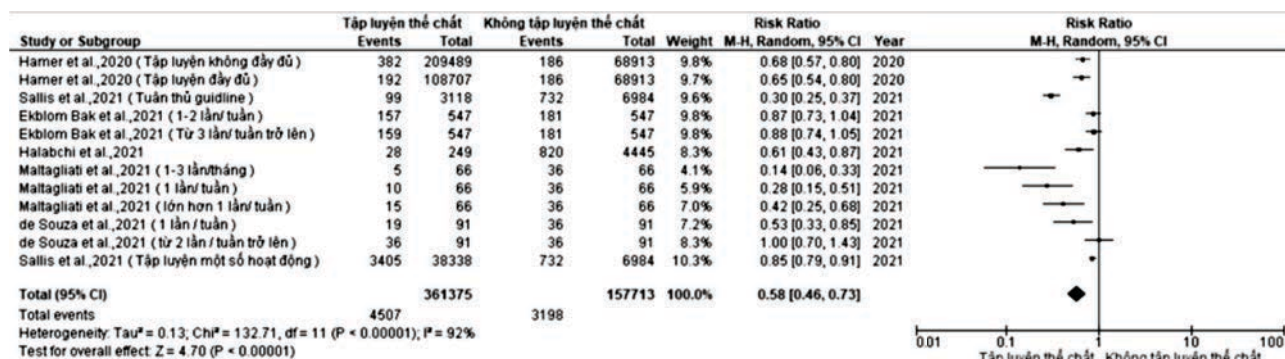 Tập luyện thể chất Không tập luyện thể chất Risk Ratio Risk Ratio
Study or Subgroup Events Total Events Total Weight M-H, Random, 95% CI Year M-H, Random, 95% CI
Hamer et al.,2020 ( Tập luyện không đầy đủ) 382 209489 186 68913 9.8% 0.68 [0.57, 0.80] 2020
Hamer et al.,2020 ( Tập luyện đầy đủ) 192 108707 186 68913 9.7% 0.65 [0.54, 0.80] 2020
Sallis et al.,2021 ( Tuân thủ guidline) 99 3118 732 6984 9.6% 0.30 [0.25, 0.37] 2021
Ekblom Bak et al.,2021 ( 1-2 lần/ tuần) 157 547 181 547 9.8% 0.87 [0.73, 1.04] 2021
Ekblom Bak et al.,2021 ( Từ 3 lần/ tuần trở lên) 159 547 181 547 9.8% 0.88 [0.74, 1.05] 2021
Halabchi et al.,2021 28 249 820 4445 8.3% 0.61 [0.43, 0.87] 2021
Maltagliati et al.,2021 ( 1-3 lần/tháng) 5 66 36 66 4.1% 0.14 [0.06, 0.33] 2021
Maltagliati et al.,2021 ( 1 lần/ tuần) 10 66 36 66 5.9% 0.28 [0.15, 0.51] 2021
Maltagliati et al.,2021 ( lớn hơn 1 lần/ tuần) 15 66 36 66 7.0% 0.42 [0.25, 0.68] 2021
de Souza et al.,2021 ( 1 lần / tuần) 19 91 36 91 7.2% 0.53 [0.33, 0.85] 2021
de Souza et al.,2021 ( từ 2 lần / tuần trở lên) 36 91 36 91 8.3% 1.00 [0.70, 1.43] 2021
Sallis et al.,2021 ( Tập luyện một số hoạt động ) 3405 38338 732 6984 10.3% 0.85 [0.79, 0.91] 2021
Total (95% CI) 361375 157713 100.0% 0.58 [0.46, 0.73]
Total events 4507 3198
Heterogeneity: Tau² = 0.13; Chi² = 132.71, df = 11 (P < 0.00001); I² = 92%
Test for overall effect: Z = 4.70 (P < 0.00001)
0.01 0.1 1 10 100
Tập luyện thể chất Không tập luyện thể chất